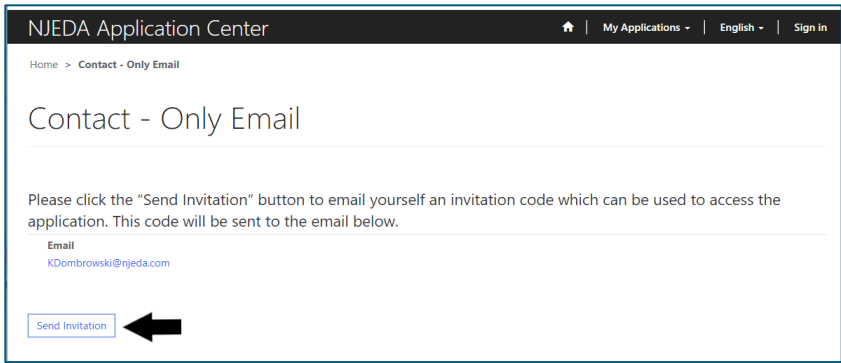 NJEDA Application Center
My Applications | English | Sign in
Home > Contact - Only Email
Contact - Only Email
Please click the “Send Invitation” button to email yourself an invitation code which can be used to access the
application. This code will be sent to the email below.
Email
KDombrowski@njeda.com
Send Invitation